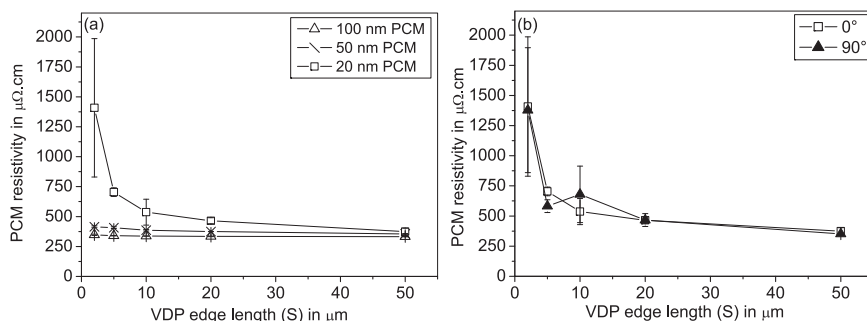 (a)
100 nm PCM
50 nm PCM
20 nm PCM
PCM resistivity in μΩ.cm
2000
1750
1500
1250
1000
750
500
250
0
0 10 20 30 40 50
VDP edge length (S) in μm
(b)
0°
90°
PCM resistivity in μΩ.cm
2000
1750
1500
1250
1000
750
500
250
0
0 10 20 30 40 50
VDP edge length (S) in μm